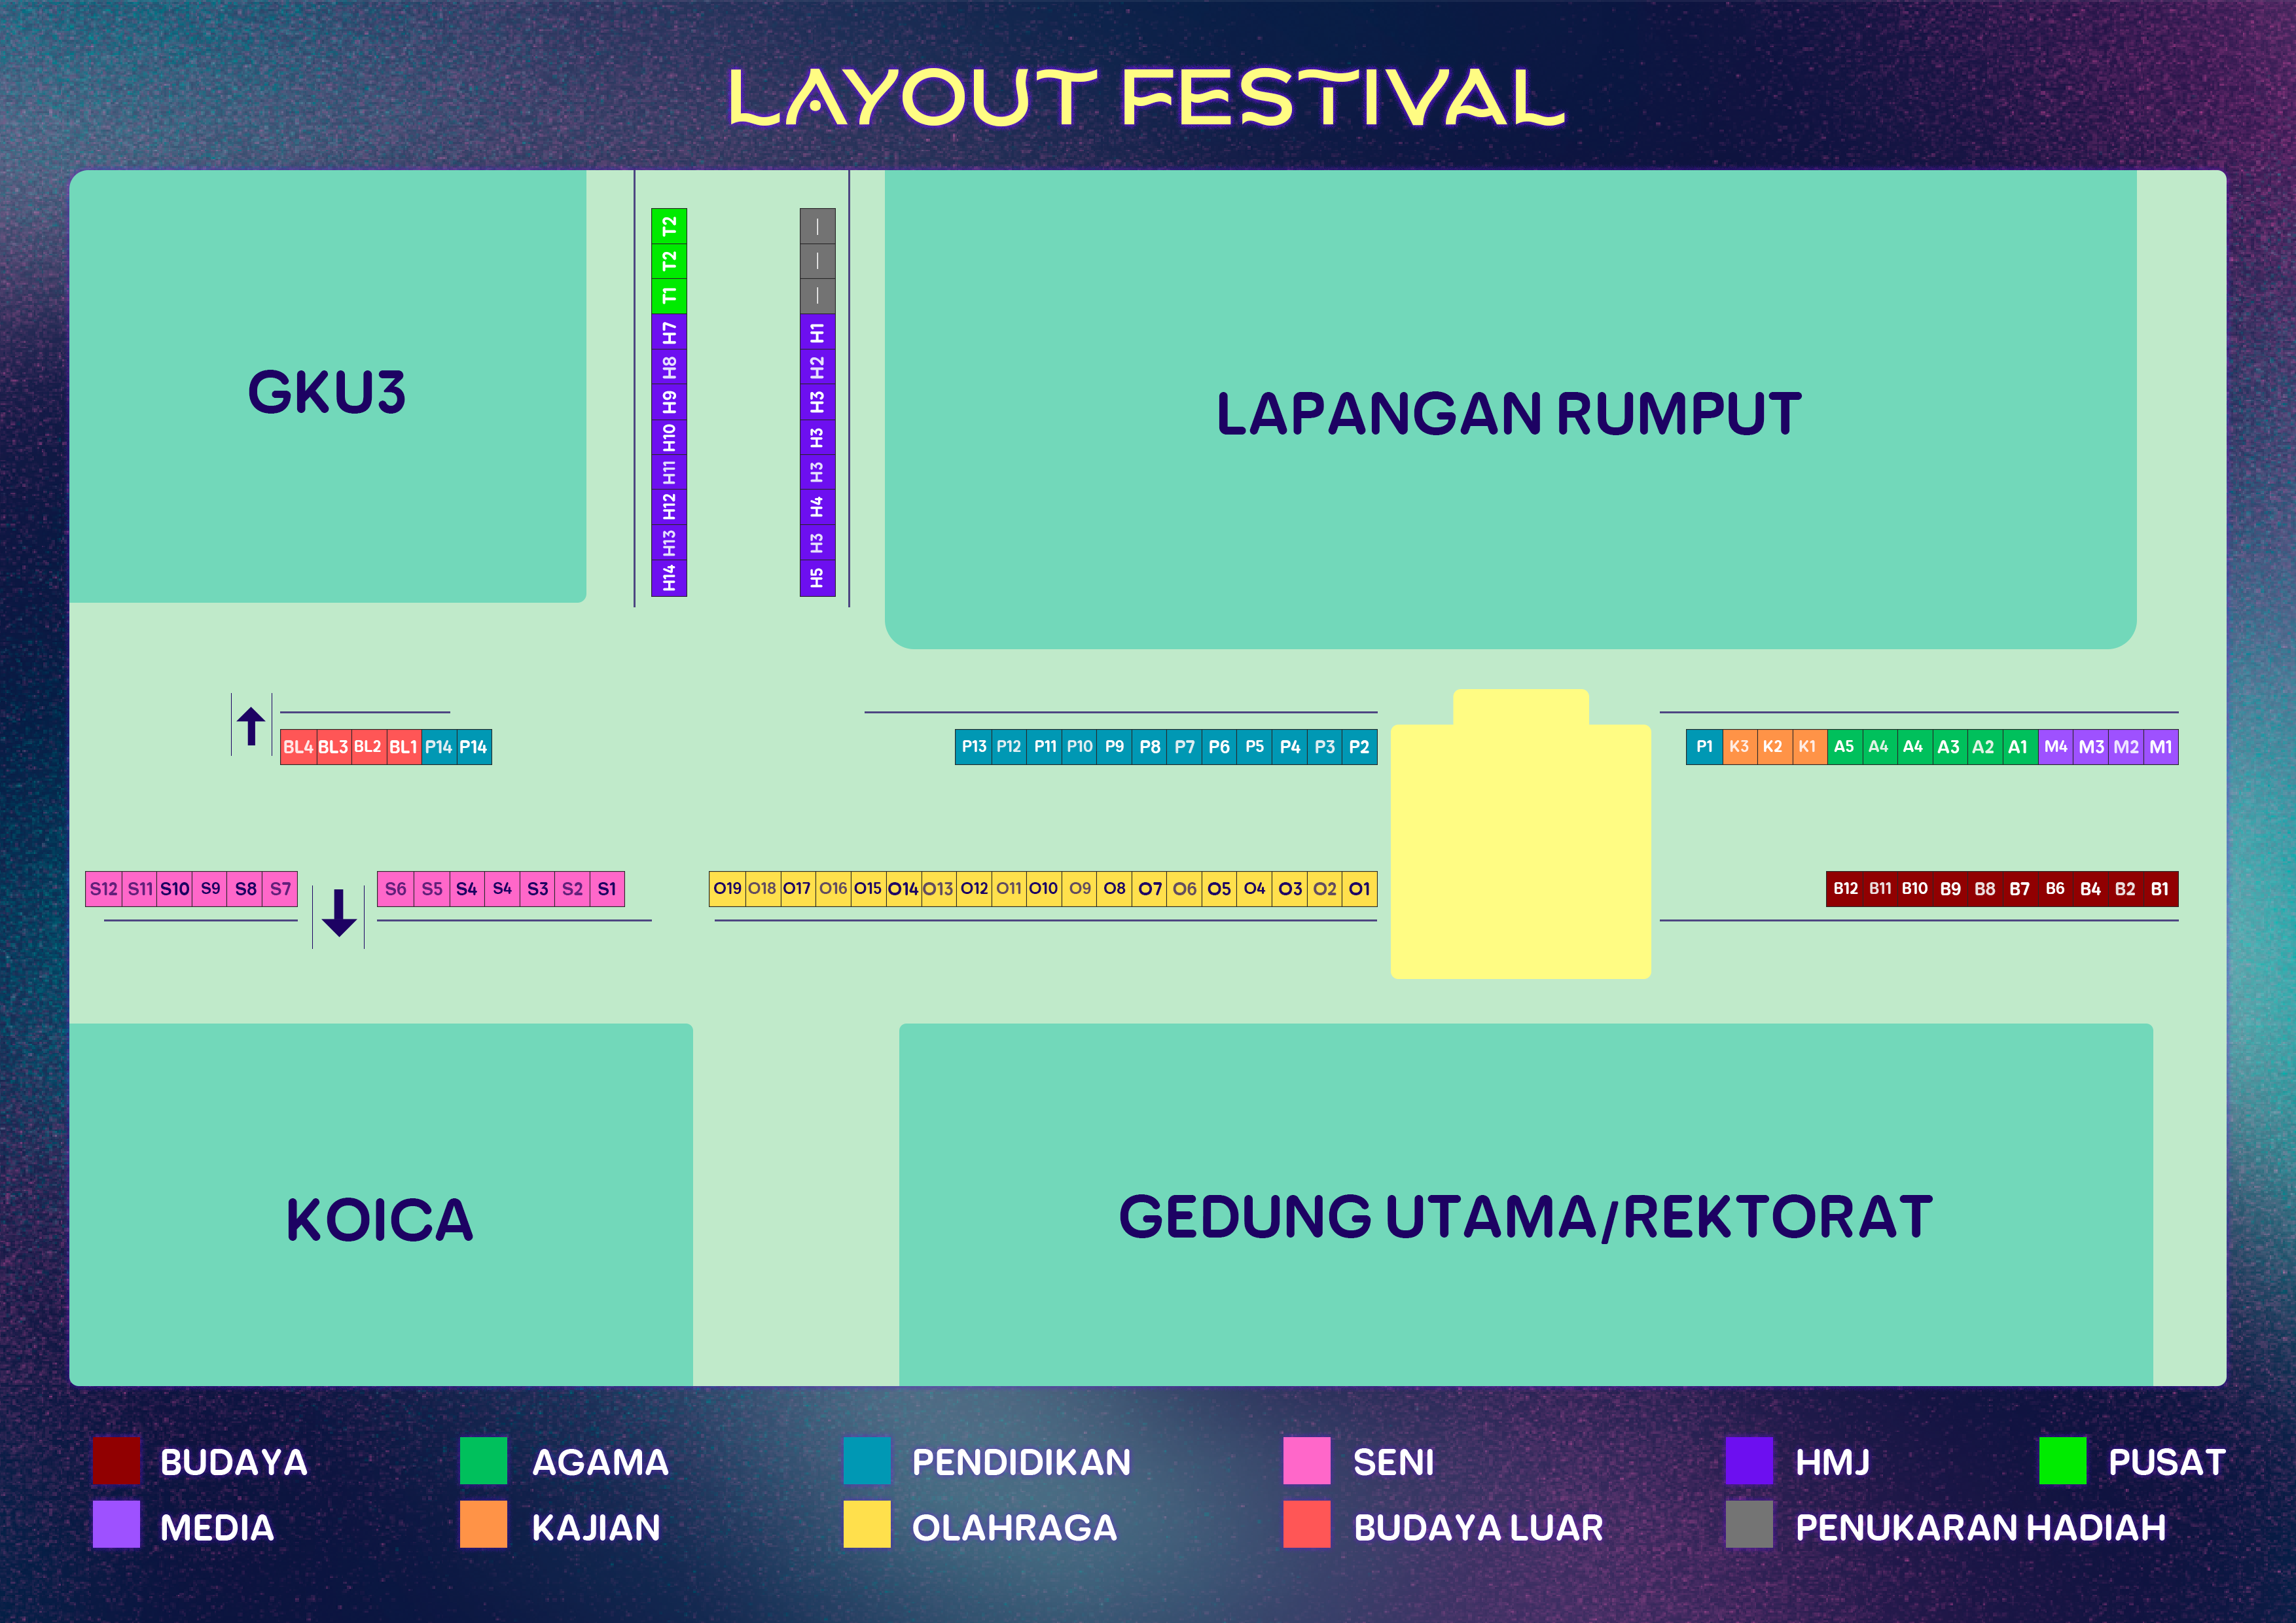 LAYOUT FESTIVAL
GKU3
T2
T2
T1
H7
H8
H9
H10
H11
H12
H13
H14
H1
H2
H3
H3
H3
H4
H3
H5
LAPANGAN RUMPUT
BL4 BL3 BL2 BL1 P14 P14
P13 P12 P11 P10 P9 P8 P7 P6 P5 P4 P3 P2
P1 K3 K2 K1 A5 A4 A4 A3 A2 A1 M4 M3 M2 M1
S12 S11 S10 S9 S8 S7
S6 S5 S4 S4 S3 S2 S1
O19 O18 O17 O16 O15 O14 O13 O12 O11 O10 O9 O8 O7 O6 O5 O4 O3 O2 O1
B12 B11 B10 B9 B8 B7 B6 B4 B2 B1
KOICA
GEDUNG UTAMA/REKTORAT
BUDAYA
AGAMA
PENDIDIKAN
SENI
HMJ
PUSAT
MEDIA
KAJIAN
OLAHRAGA
BUDAYA LUAR
PENUKARAN HADIAH